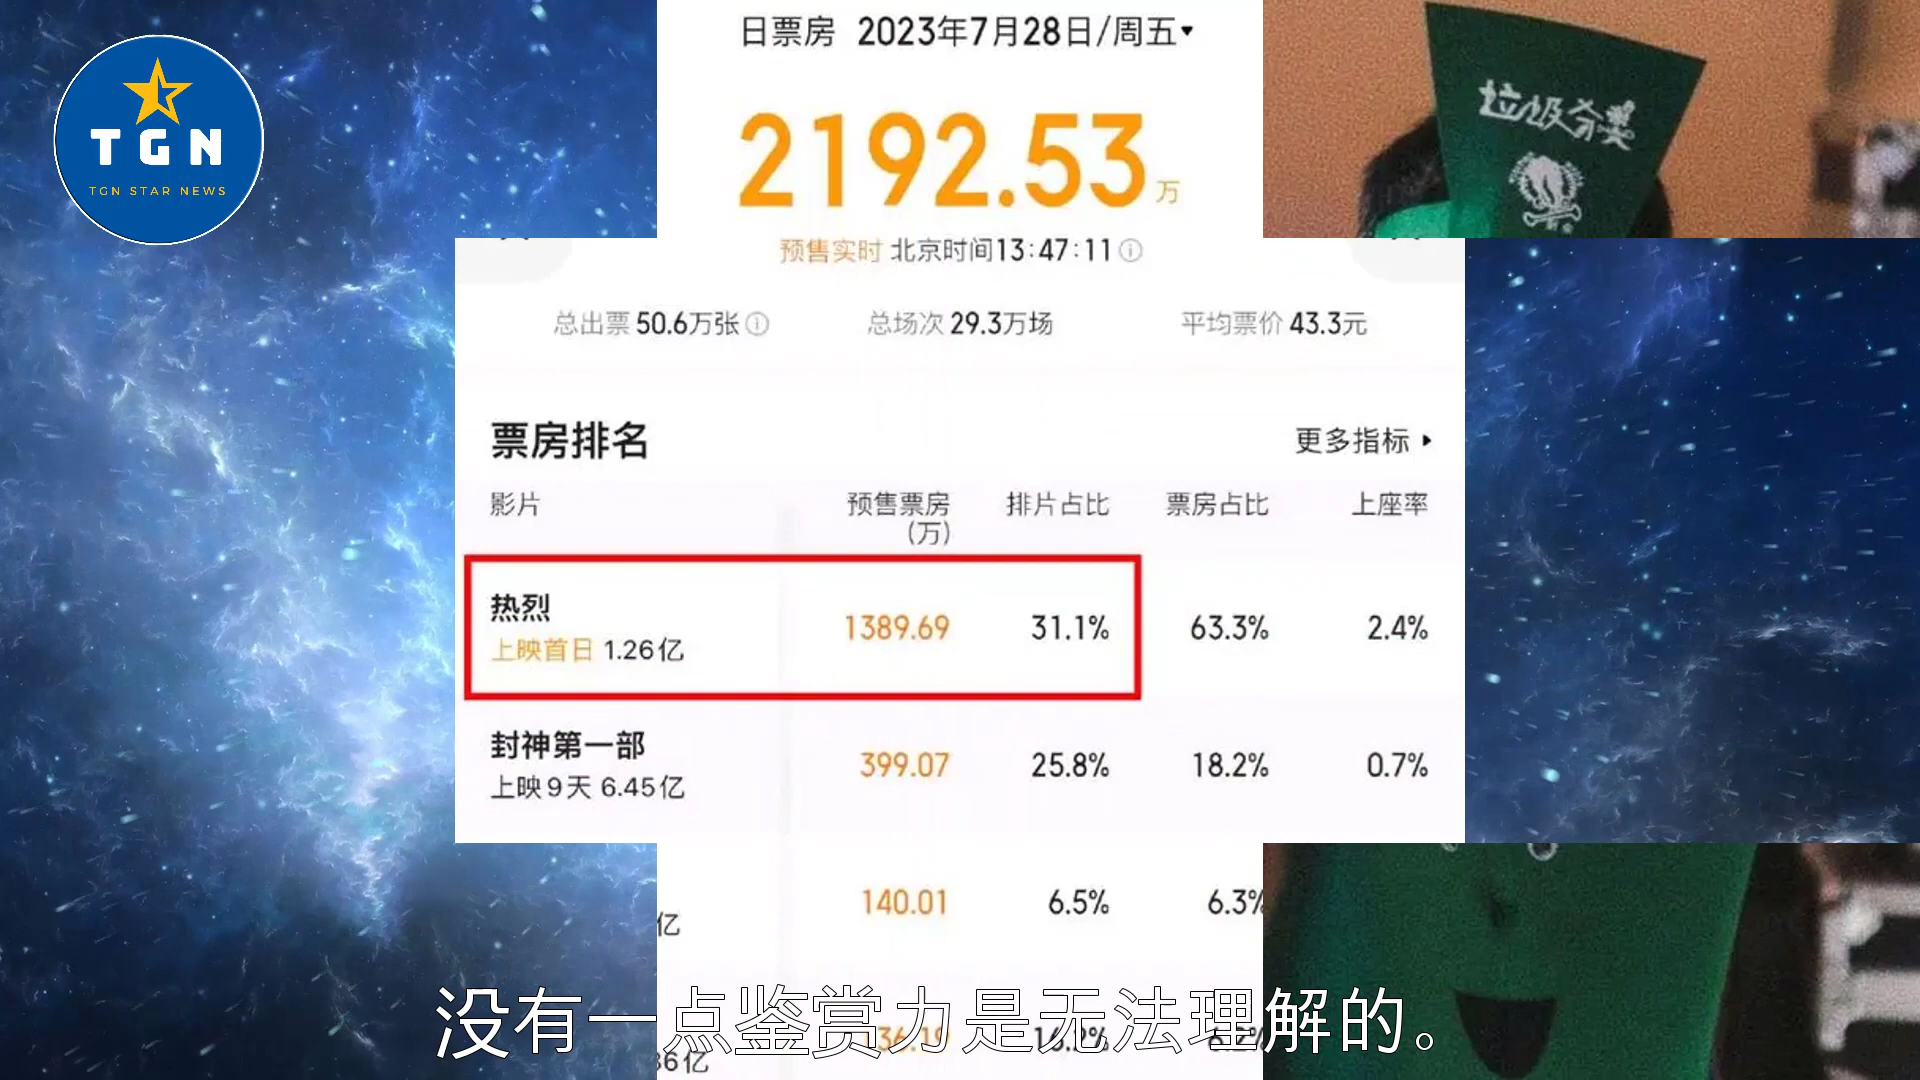 日票房 2023年7月28日/周五
TGN
TGN STAR NEWS
垃圾分类
2192.53万
预售实时 北京时间13:47:11
总出票 50.6万张 总场次 29.3万场 平均票价 43.3元
票房排名 更多指标
影片 预售票房(万) 排片占比 票房占比 上座率
热烈
上映首日 1.26亿 1389.69 31.1% 63.3% 2.4%
封神第一部
上映9天 6.45亿 399.07 25.8% 18.2% 0.7%
亿 140.01 6.5% 6.3%
没有一点鉴赏力是无法理解的。